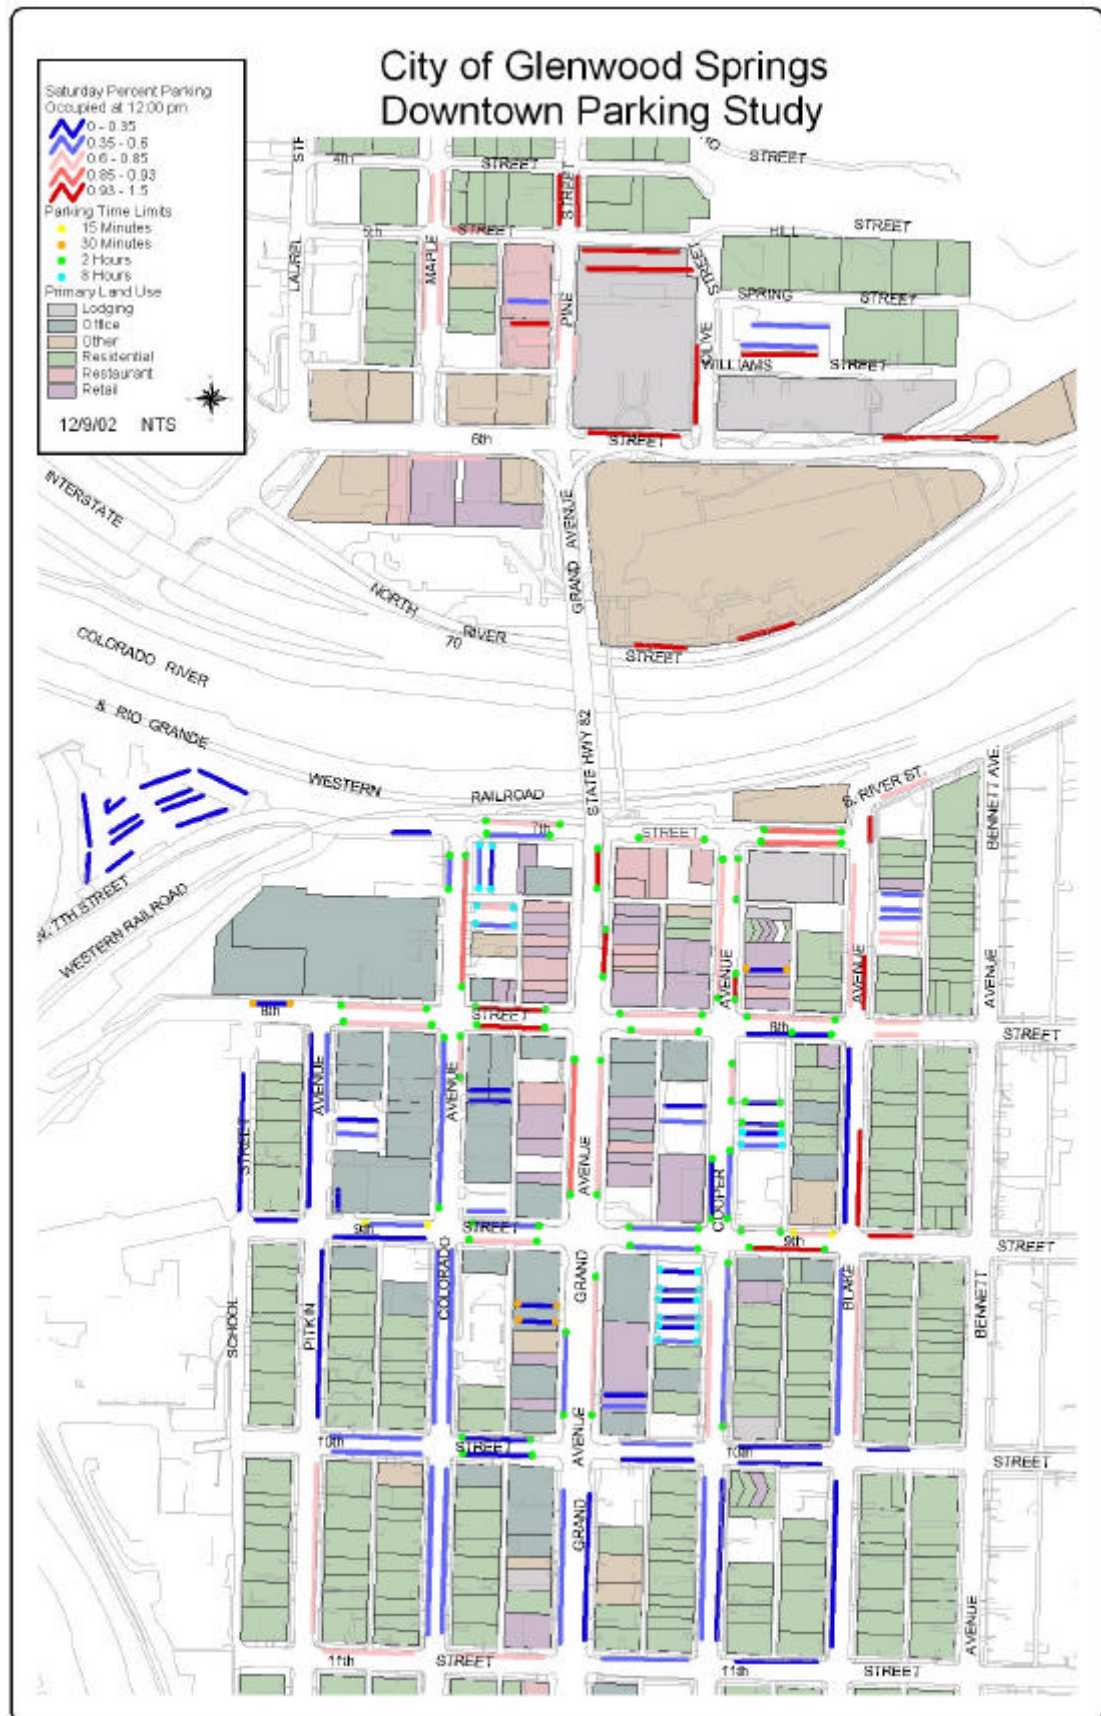 City of Glenwood Springs
Downtown Parking Study
Saturday Percent Parking
Occupied at 12:00 pm
0 - 0.35
0.35 - 0.6
0.6 - 0.85
0.85 - 0.93
0.93 - 1.5
Parking Time Limits
15 Minutes
30 Minutes
2 Hours
8 Hours
Primary Land Use
Lodging
Office
Other
Residential
Restaurant
Retail
12/9/02 NTS
4th STREET
STREET
5th STREET
STREET
HILL STREET
LAUREL
MAPLE
PINE
STREET
OLIVE
SPRING STREET
WILLIAMS STREET
6th STREET
INTERSTATE
70
NORTH RIVER STREET
GRAND AVENUE
COLORADO RIVER
& RIO GRANDE
WESTERN RAILROAD
STATE HWY 82
S. RIVER ST.
BENNETT AVE.
7th STREET
W. 7TH STREET
WESTERN RAILROAD
AVENUE
AVENUE
AVENUE
8th STREET
8th STREET
STREET
AVENUE
AVENUE
AVENUE
COOPER
9th STREET
9th STREET
SCHOOL
PITKIN
COLORADO
GRAND
BLAKE
BENNETT
AVENUE
10th STREET
10th STREET
GRAND
AVENUE
11th STREET
11th STREET